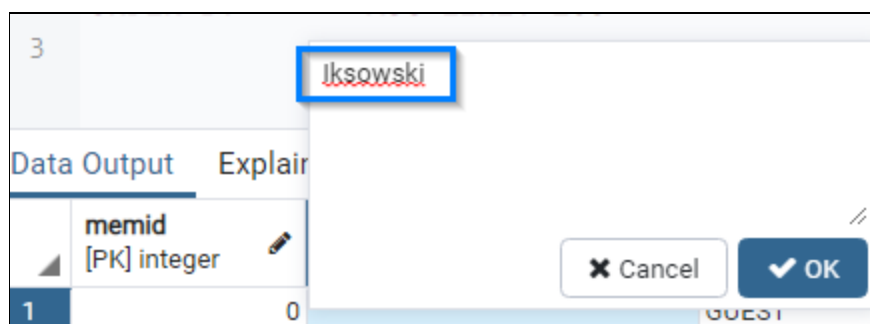 3
Iksowski
Data Output Explain
memid
[PK] integer
Cancel
OK
1 0 GUEST